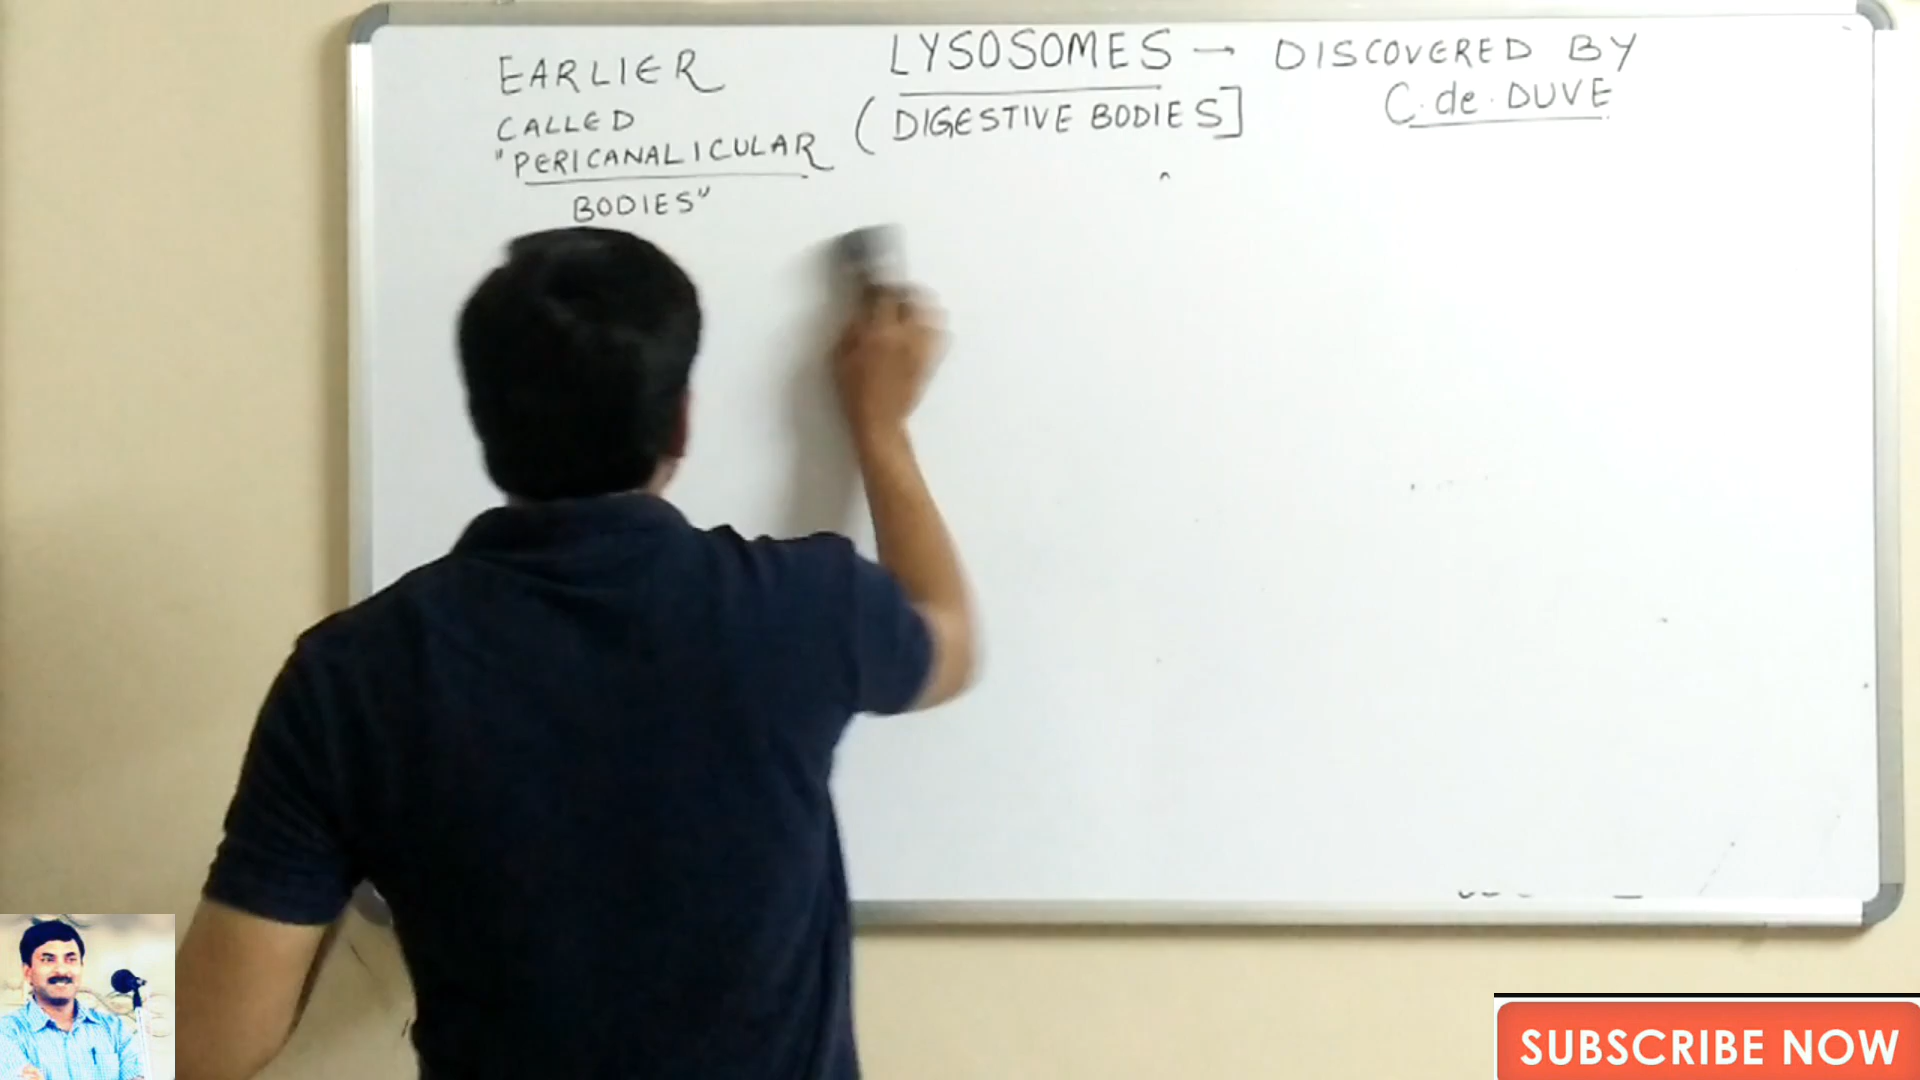 EARLIER
CALLED
"PERICANALICULAR
BODIES"
LYSOSOMES → DISCOVERED BY
C. de. DUVE
(DIGESTIVE BODIES]
SUBSCRIBE NOW